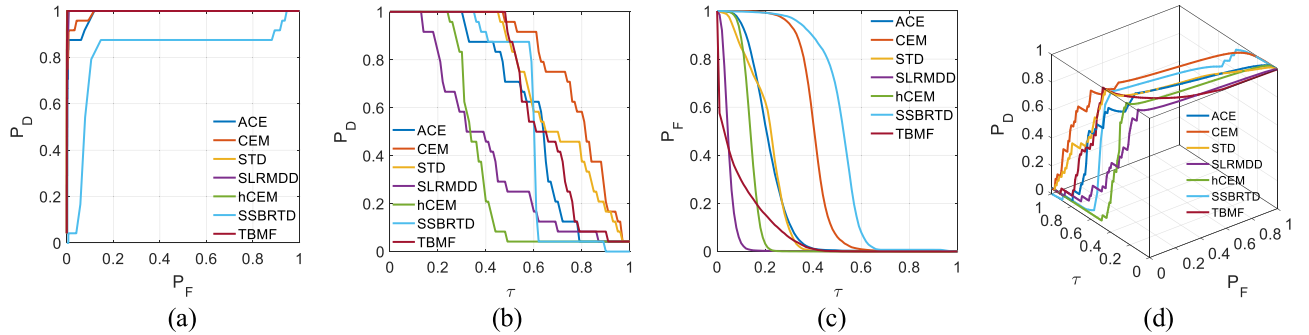 1
0.8
0.6
0.4
0.2
0
0 0.2 0.4 0.6 0.8 1
P_D
P_F
ACE
CEM
STD
SLRMDD
hCEM
SSBRTD
TBMF
(a)
1
0.8
0.6
0.4
0.2
0
0 0.2 0.4 0.6 0.8 1
P_D
τ
ACE
CEM
STD
SLRMDD
hCEM
SSBRTD
TBMF
(b)
1
0.8
0.6
0.4
0.2
0
0 0.2 0.4 0.6 0.8 1
P_F
τ
ACE
CEM
STD
SLRMDD
hCEM
SSBRTD
TBMF
(c)
1
0.8
0.6
0.4
0.2
0
P_D
1 0.8 0.6 0.4 0.2 0
τ
0 0.2 0.4 0.6 0.8 1
P_F
ACE
CEM
STD
SLRMDD
hCEM
SSBRTD
TBMF
(d)